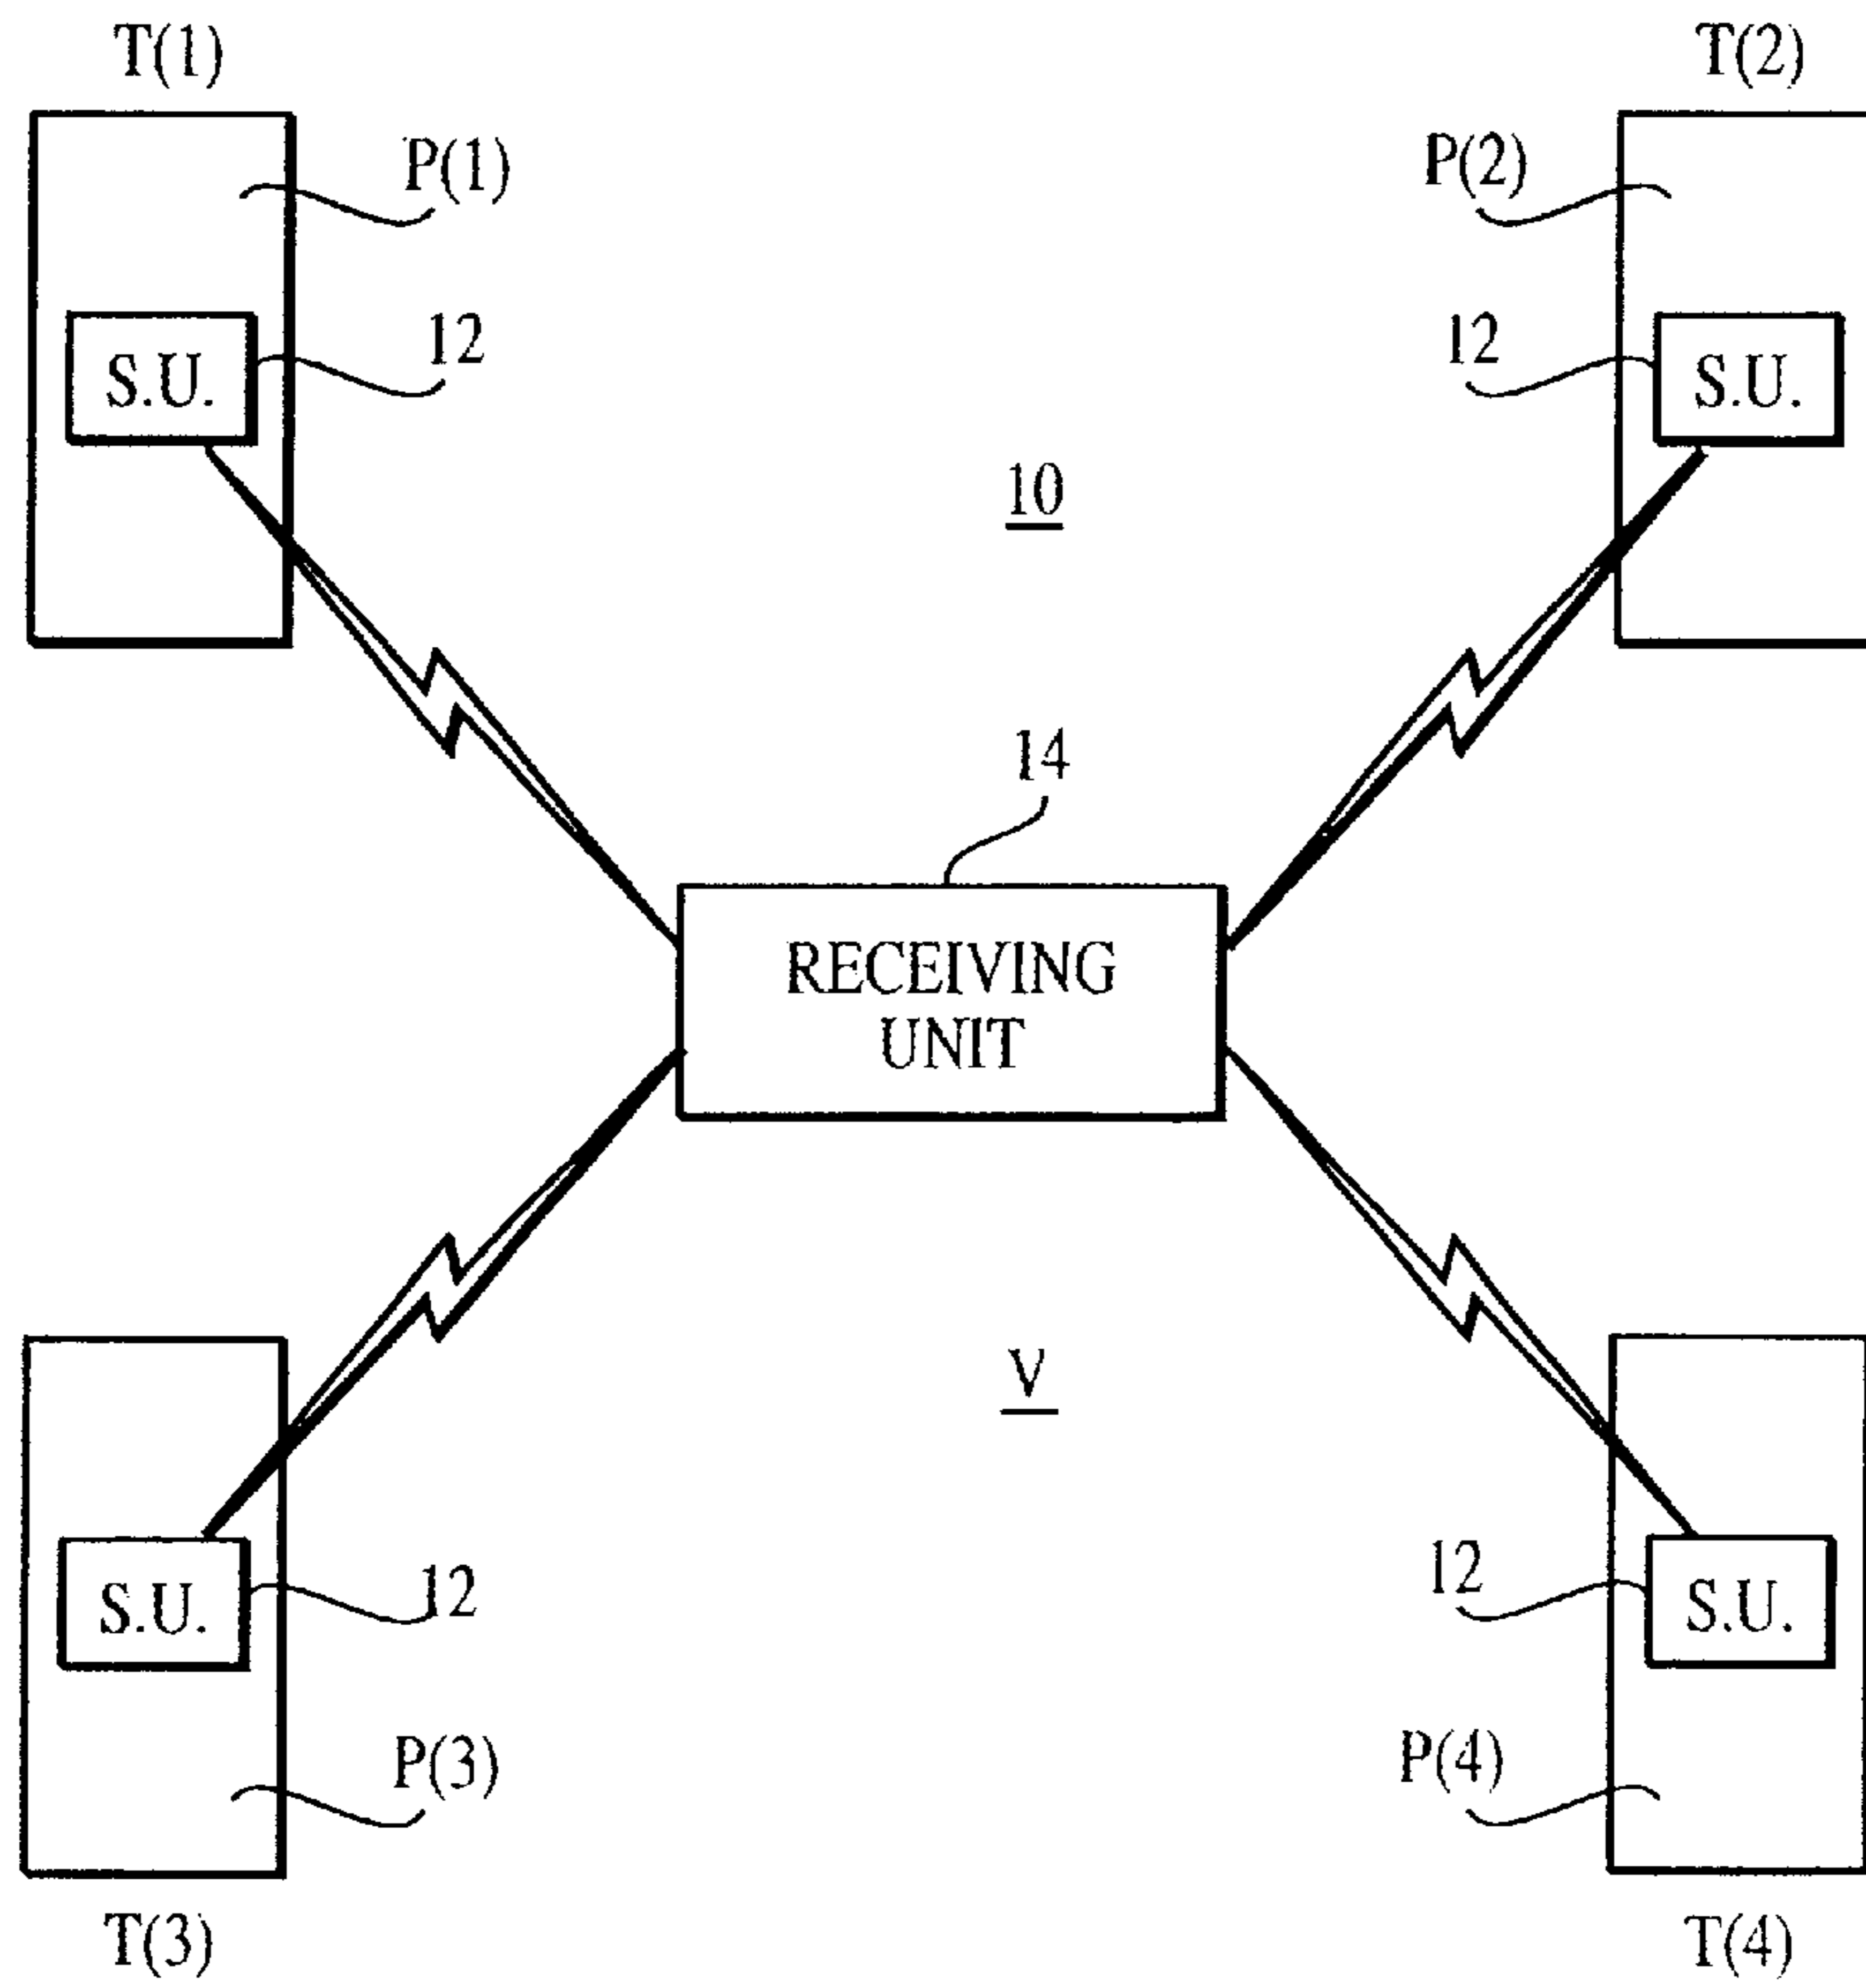 T(1)
T(2)
P(1)
P(2)
12
12
S.U.
S.U.
10
14
RECEIVING
UNIT
V
12
12
S.U.
S.U.
P(3)
P(4)
T(3)
T(4)